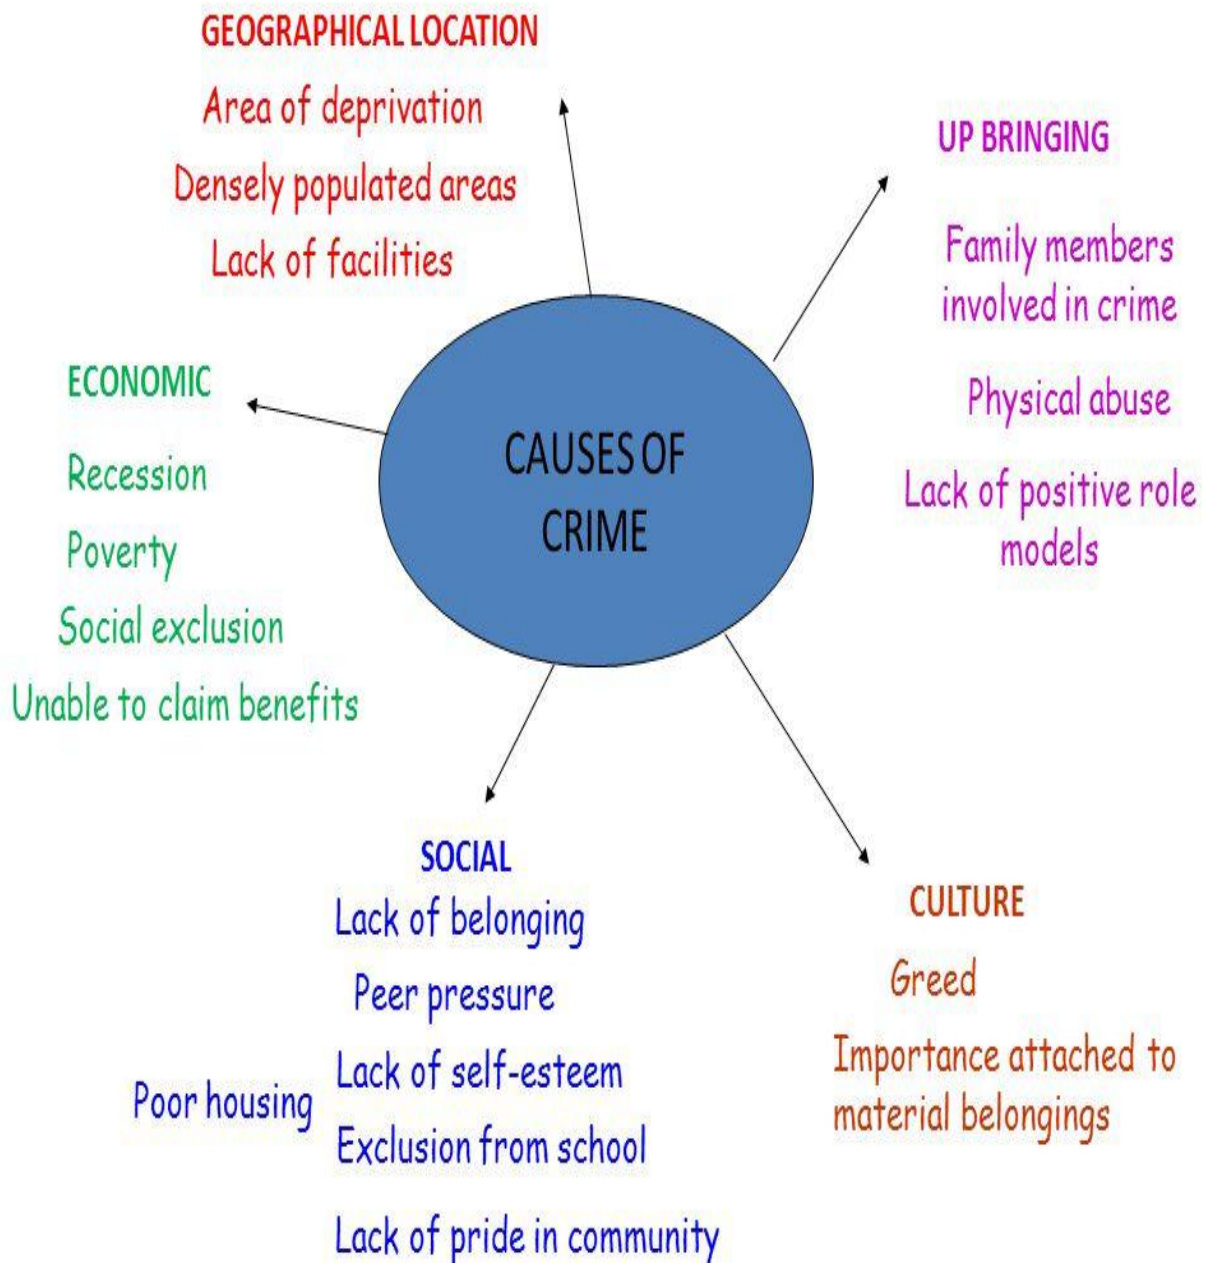 GEOGRAPHICAL LOCATION
Area of deprivation
Densely populated areas
Lack of facilities
UP BRINGING
Family members
involved in crime
Physical abuse
Lack of positive role
models
ECONOMIC
Recession
Poverty
Social exclusion
Unable to claim benefits
CAUSES OF
CRIME
SOCIAL
Lack of belonging
Peer pressure
Lack of self-esteem
Poor housing
Exclusion from school
Lack of pride in community
CULTURE
Greed
Importance attached to
material belongings